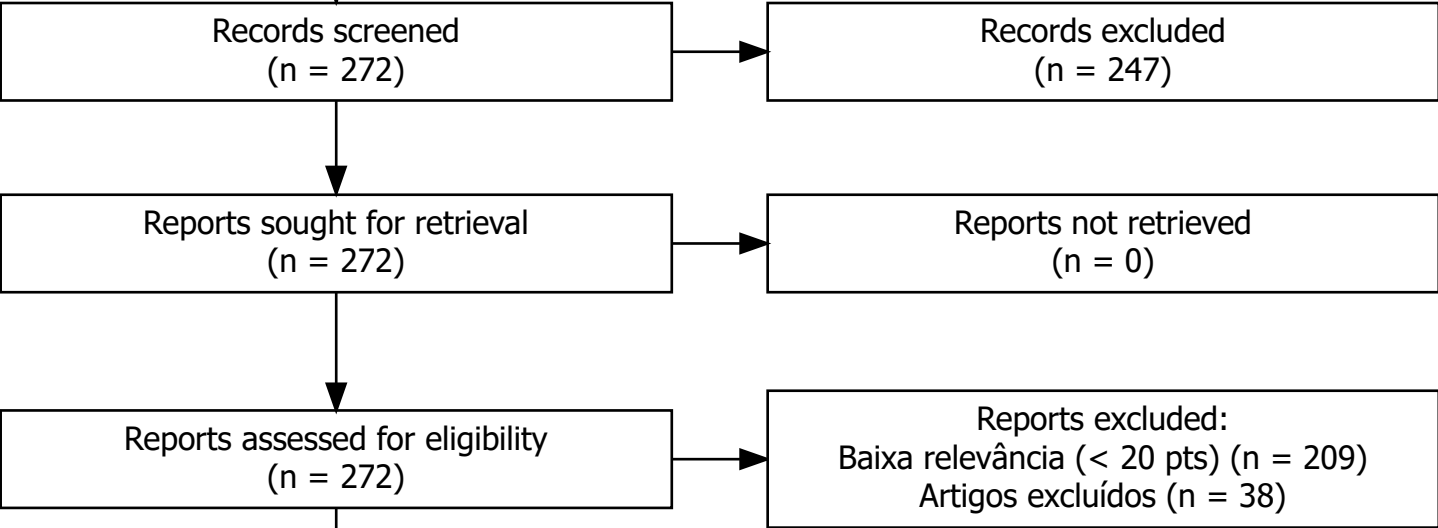 Records screened
(n = 272)
Records excluded
(n = 247)
Reports sought for retrieval
(n = 272)
Reports not retrieved
(n = 0)
Reports assessed for eligibility
(n = 272)
Reports excluded:
Baixa relevância (< 20 pts) (n = 209)
Artigos excluídos (n = 38)